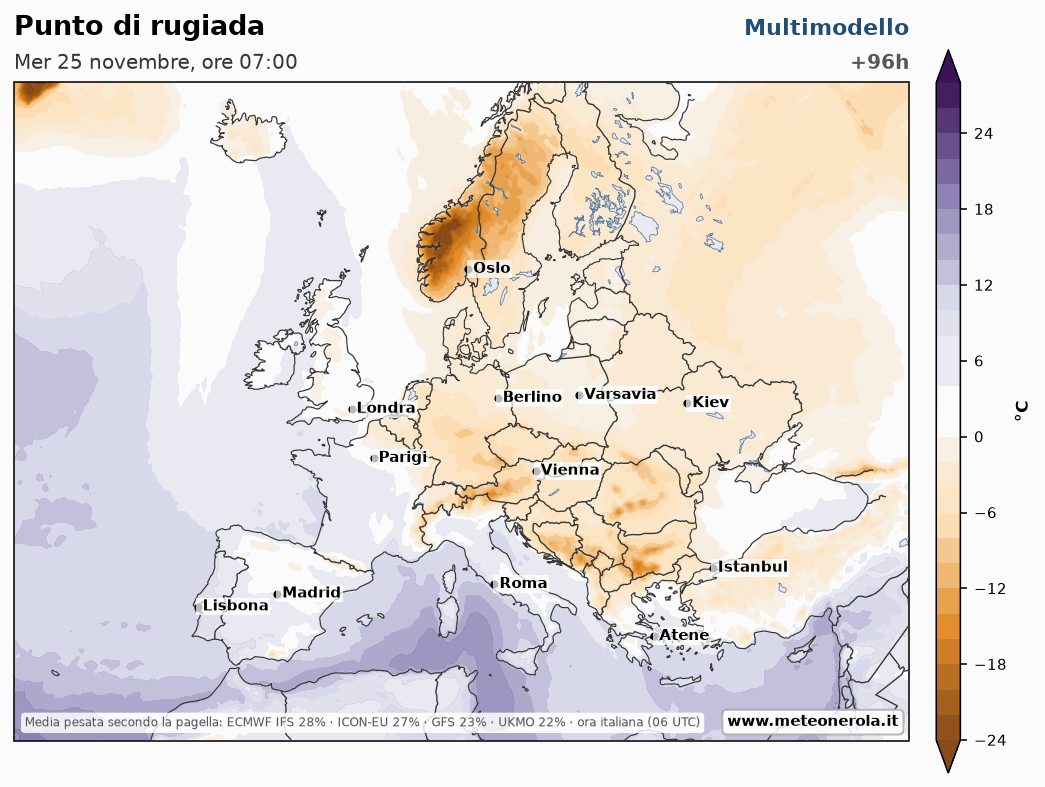 Punto di rugiada
Multimodello
Mer 25 novembre, ore 07:00
+96h
24
18
12
6
0
−6
−12
−18
−24
°C
Oslo
Berlino
Varsavia
Kiev
Londra
Parigi
Vienna
Istanbul
Roma
Madrid
Lisbona
Atene
Media pesata secondo la pagella: ECMWF IFS 28% · ICON-EU 27% · GFS 23% · UKMO 22% · ora italiana (06 UTC)
www.meteonerola.it